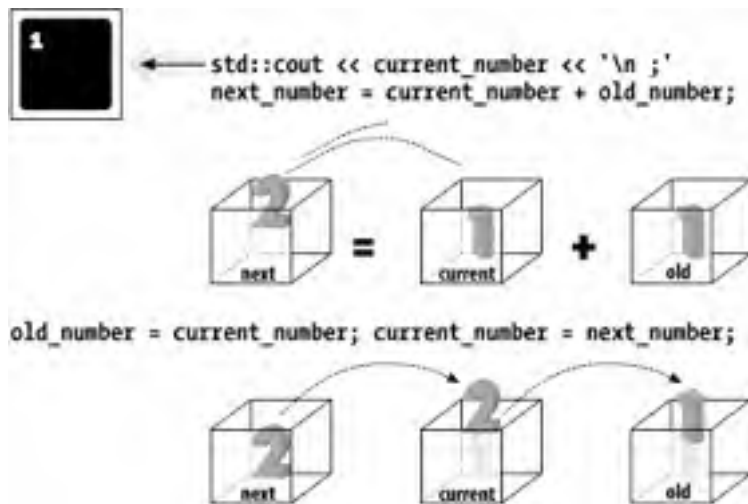 1
std::cout << current_number << '\n ;'
next_number = current_number + old_number;
2 = 1 + 1
next current old
old_number = current_number; current_number = next_number;
2 2 1
next current old